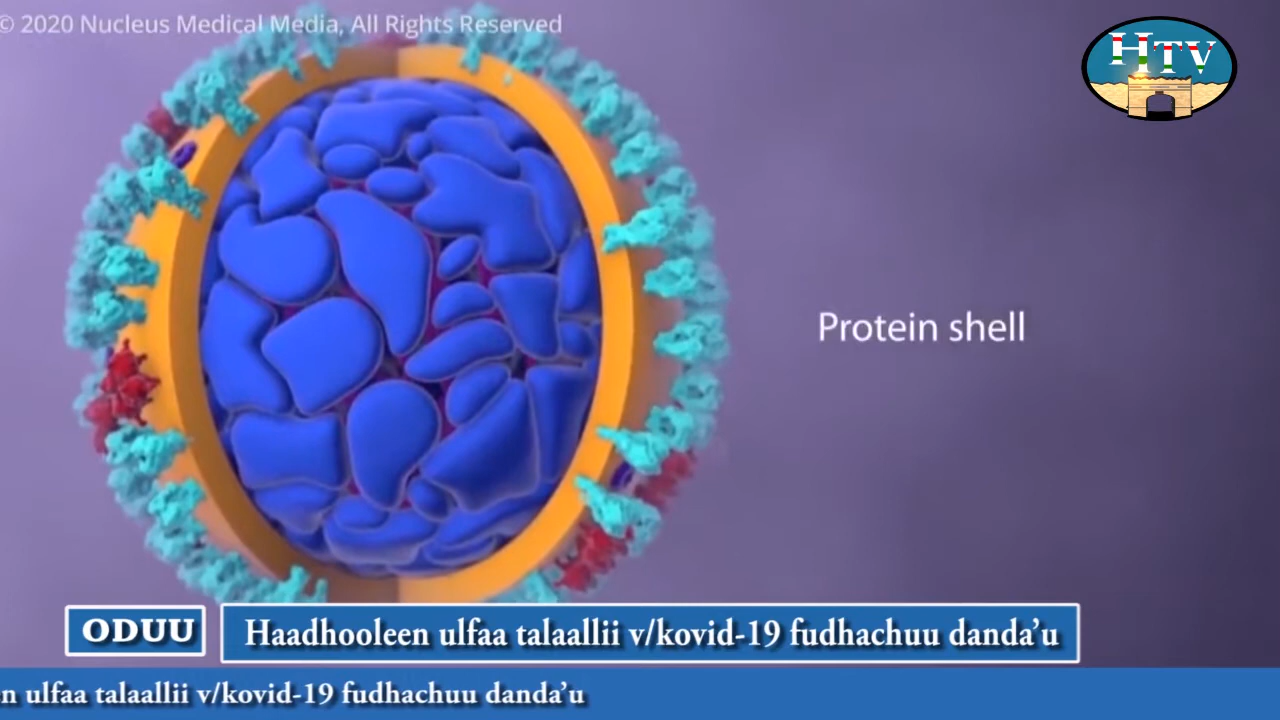 © 2020 Nucleus Medical Media, All Rights Reserved
HTV
Protein shell
ODUU
Haadhooleen ulfaa talaallii v/kovid-19 fudhachuu danda’u
n ulfaa talaallii v/kovid-19 fudhachuu danda’u